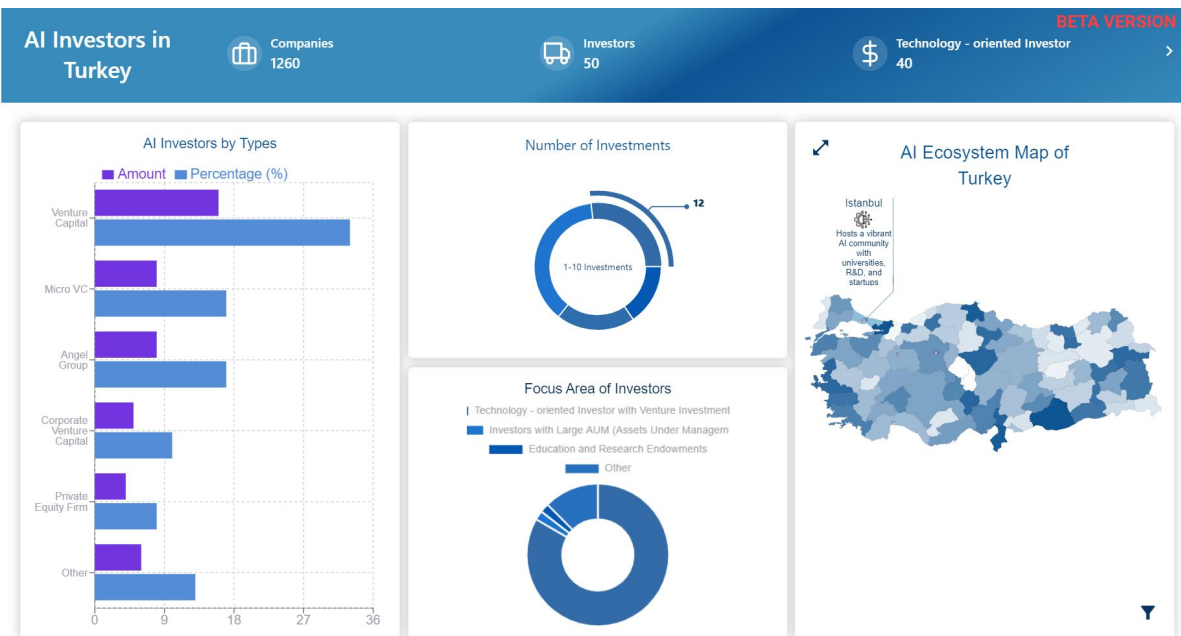 BETA VERSION
AI Investors in
Turkey
Companies
1260
Investors
50
Technology - oriented Investor
40
AI Investors by Types
Amount
Percentage (%)
Venture
Capital
Micro VC
Angel
Group
Corporate
Venture
Capital
Private
Equity Firm
Other
0 9 18 27 36
Number of Investments
12
1-10 Investments
Focus Area of Investors
Technology - oriented Investor with Venture Investment
Investors with Large AUM (Assets Under Managem
Education and Research Endowments
Other
AI Ecosystem Map of
Turkey
Istanbul
Hosts a vibrant
AI community
with
universities,
R&D, and
startups